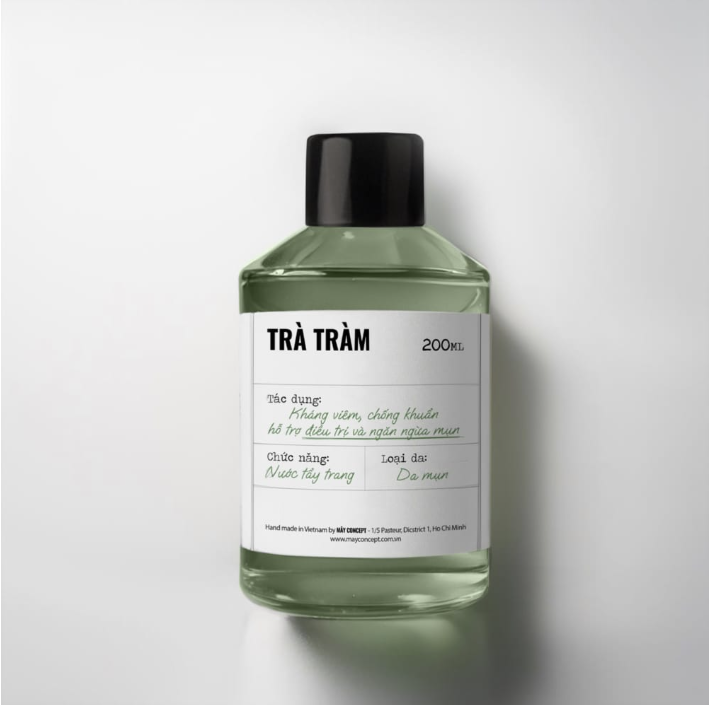 TRÀ TRÀM
200ML
Tác dụng:
Kháng viêm, chống khuẩn
hỗ trợ điều trị và ngăn ngừa mụn
Chức năng:
Nước tẩy trang
Loại da:
Da mụn
Hand made in Vietnam by MÂY CONCEPT - 1/5 Pasteur, Dicstrict 1, Ho Chi Minh
www.mayconcept.com.vn